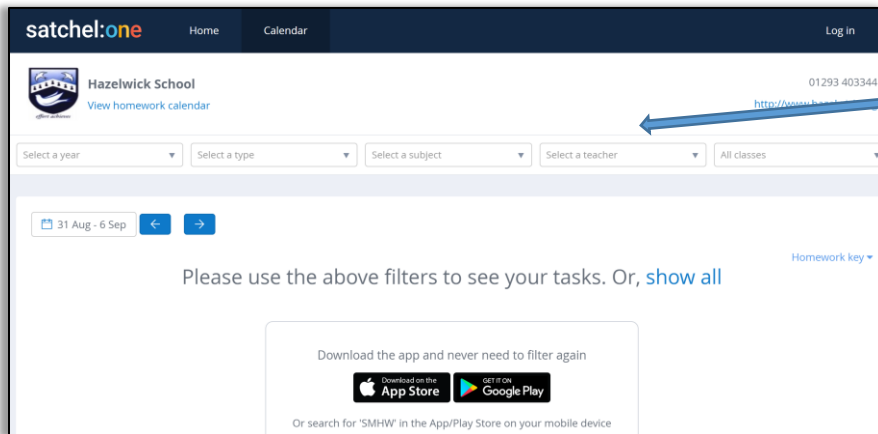 satchel:one Home Calendar Log in
Hazelwick School 01293 403344
View homework calendar
Select a year Select a type Select a subject Select a teacher All classes
31 Aug - 6 Sep
Homework key
Please use the above filters to see your tasks. Or, show all
Download the app and never need to filter again
Download on the App Store GET IT ON Google Play
Or search for 'SMHW' in the App/Play Store on your mobile device